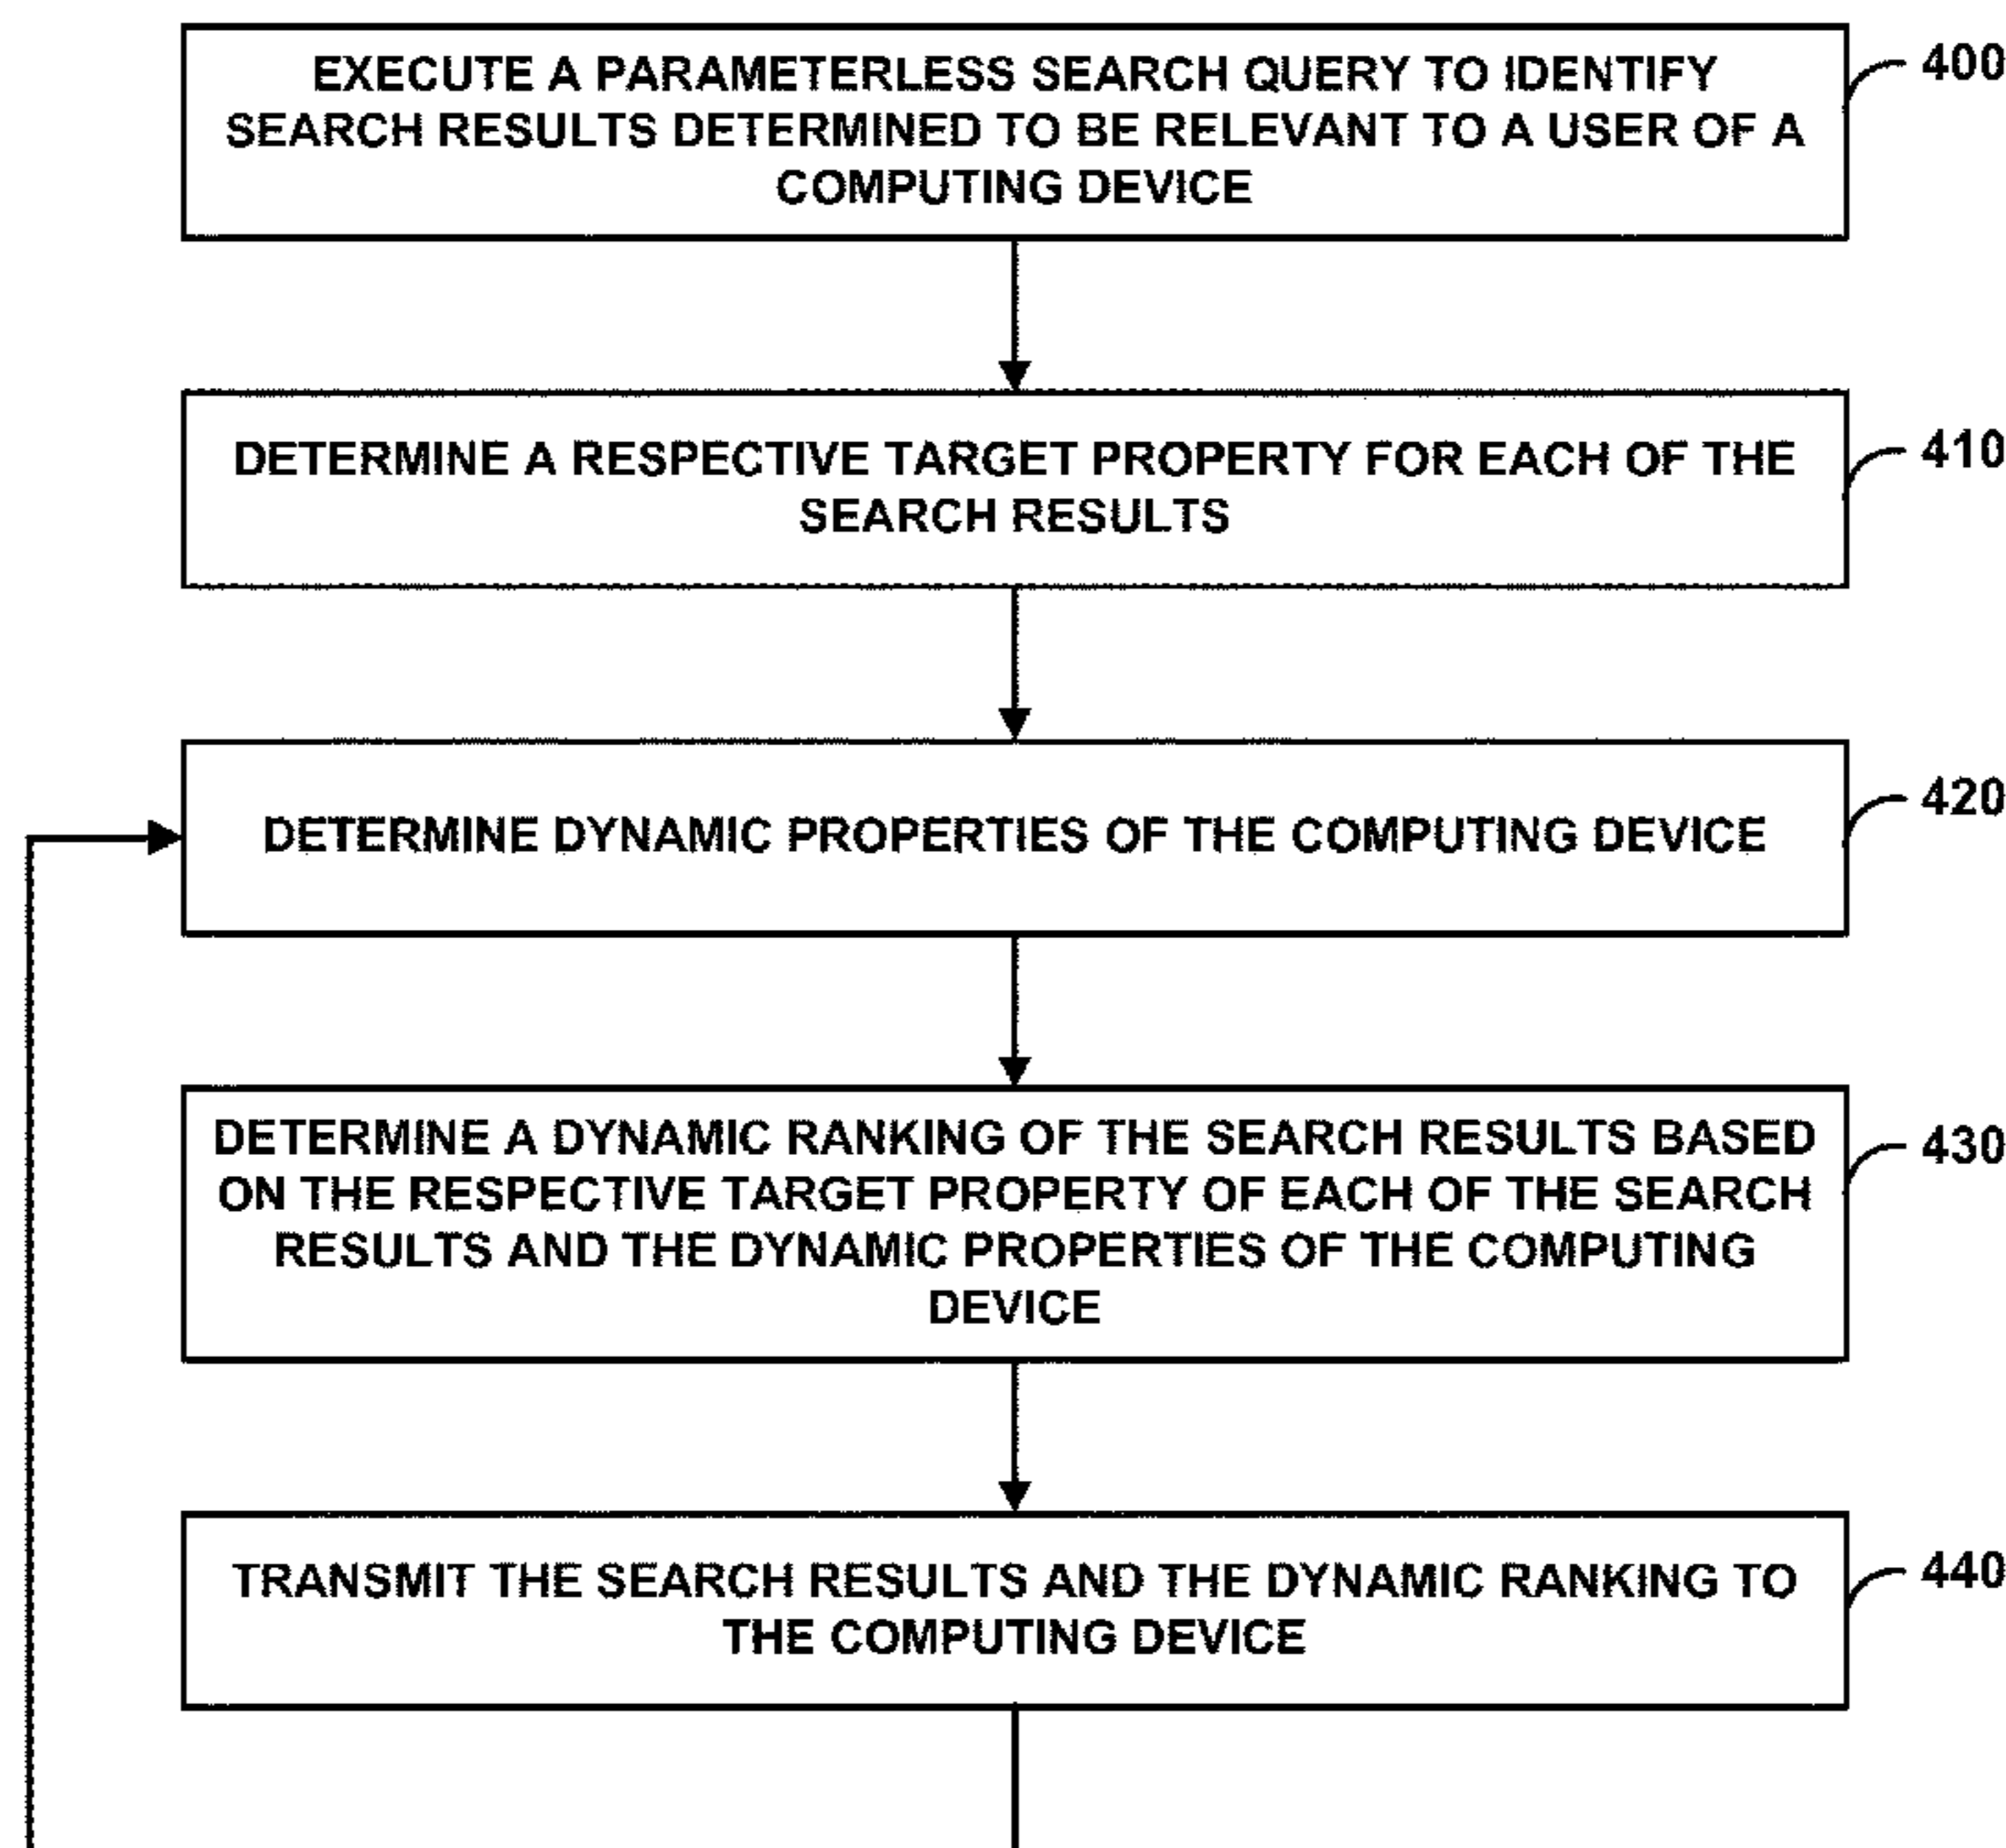 EXECUTE A PARAMETERLESS SEARCH QUERY TO IDENTIFY
SEARCH RESULTS DETERMINED TO BE RELEVANT TO A USER OF A
COMPUTING DEVICE
400
DETERMINE A RESPECTIVE TARGET PROPERTY FOR EACH OF THE
SEARCH RESULTS
410
DETERMINE DYNAMIC PROPERTIES OF THE COMPUTING DEVICE
420
DETERMINE A DYNAMIC RANKING OF THE SEARCH RESULTS BASED
ON THE RESPECTIVE TARGET PROPERTY OF EACH OF THE SEARCH
RESULTS AND THE DYNAMIC PROPERTIES OF THE COMPUTING
DEVICE
430
TRANSMIT THE SEARCH RESULTS AND THE DYNAMIC RANKING TO
THE COMPUTING DEVICE
440